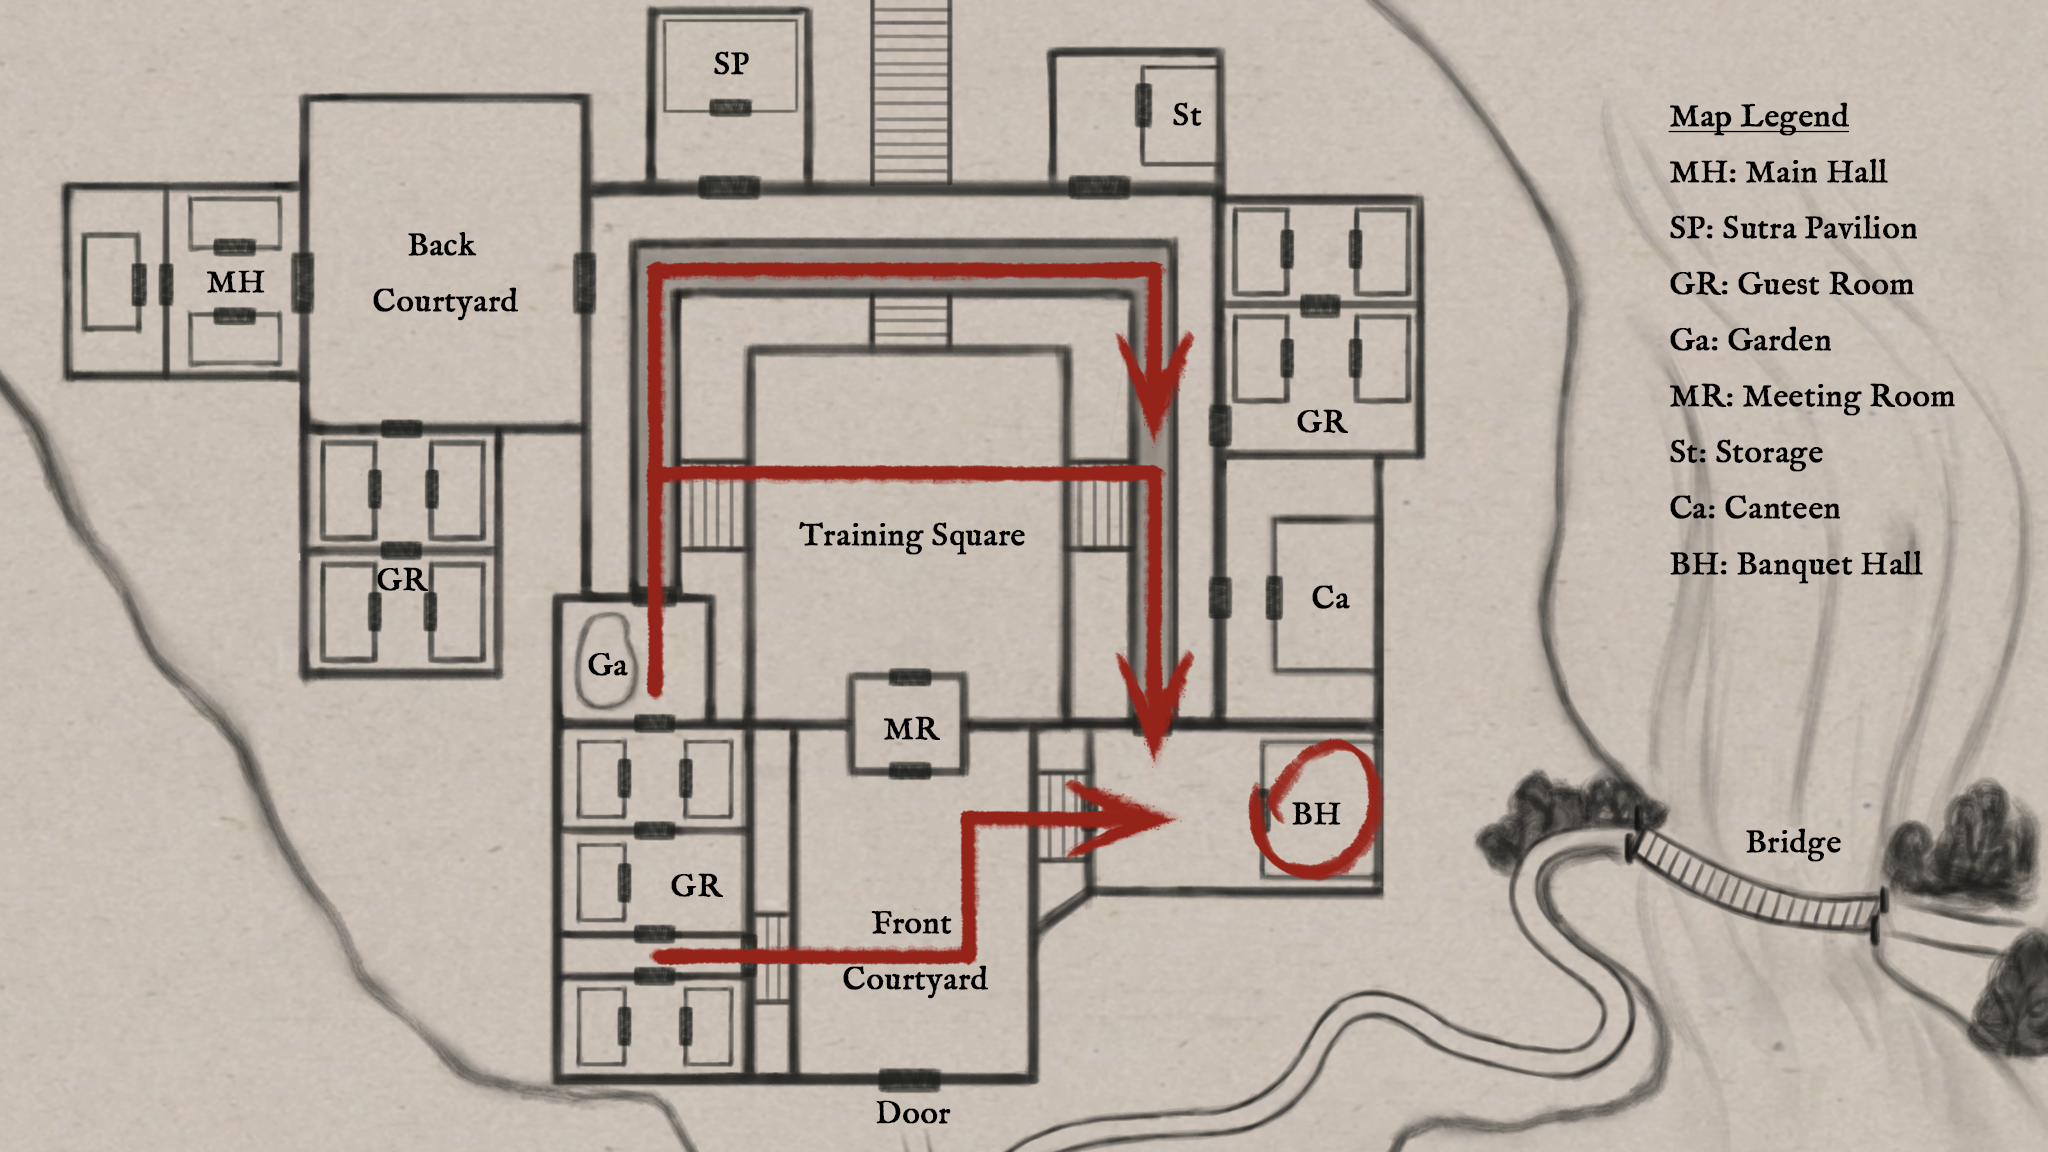 SP
St
Back
Courtyard
MH
GR
GR
Training Square
Ca
Ga
MR
BH
GR
Front
Courtyard
Door
Bridge
Map Legend
MH: Main Hall
SP: Sutra Pavilion
GR: Guest Room
Ga: Garden
MR: Meeting Room
St: Storage
Ca: Canteen
BH: Banquet Hall